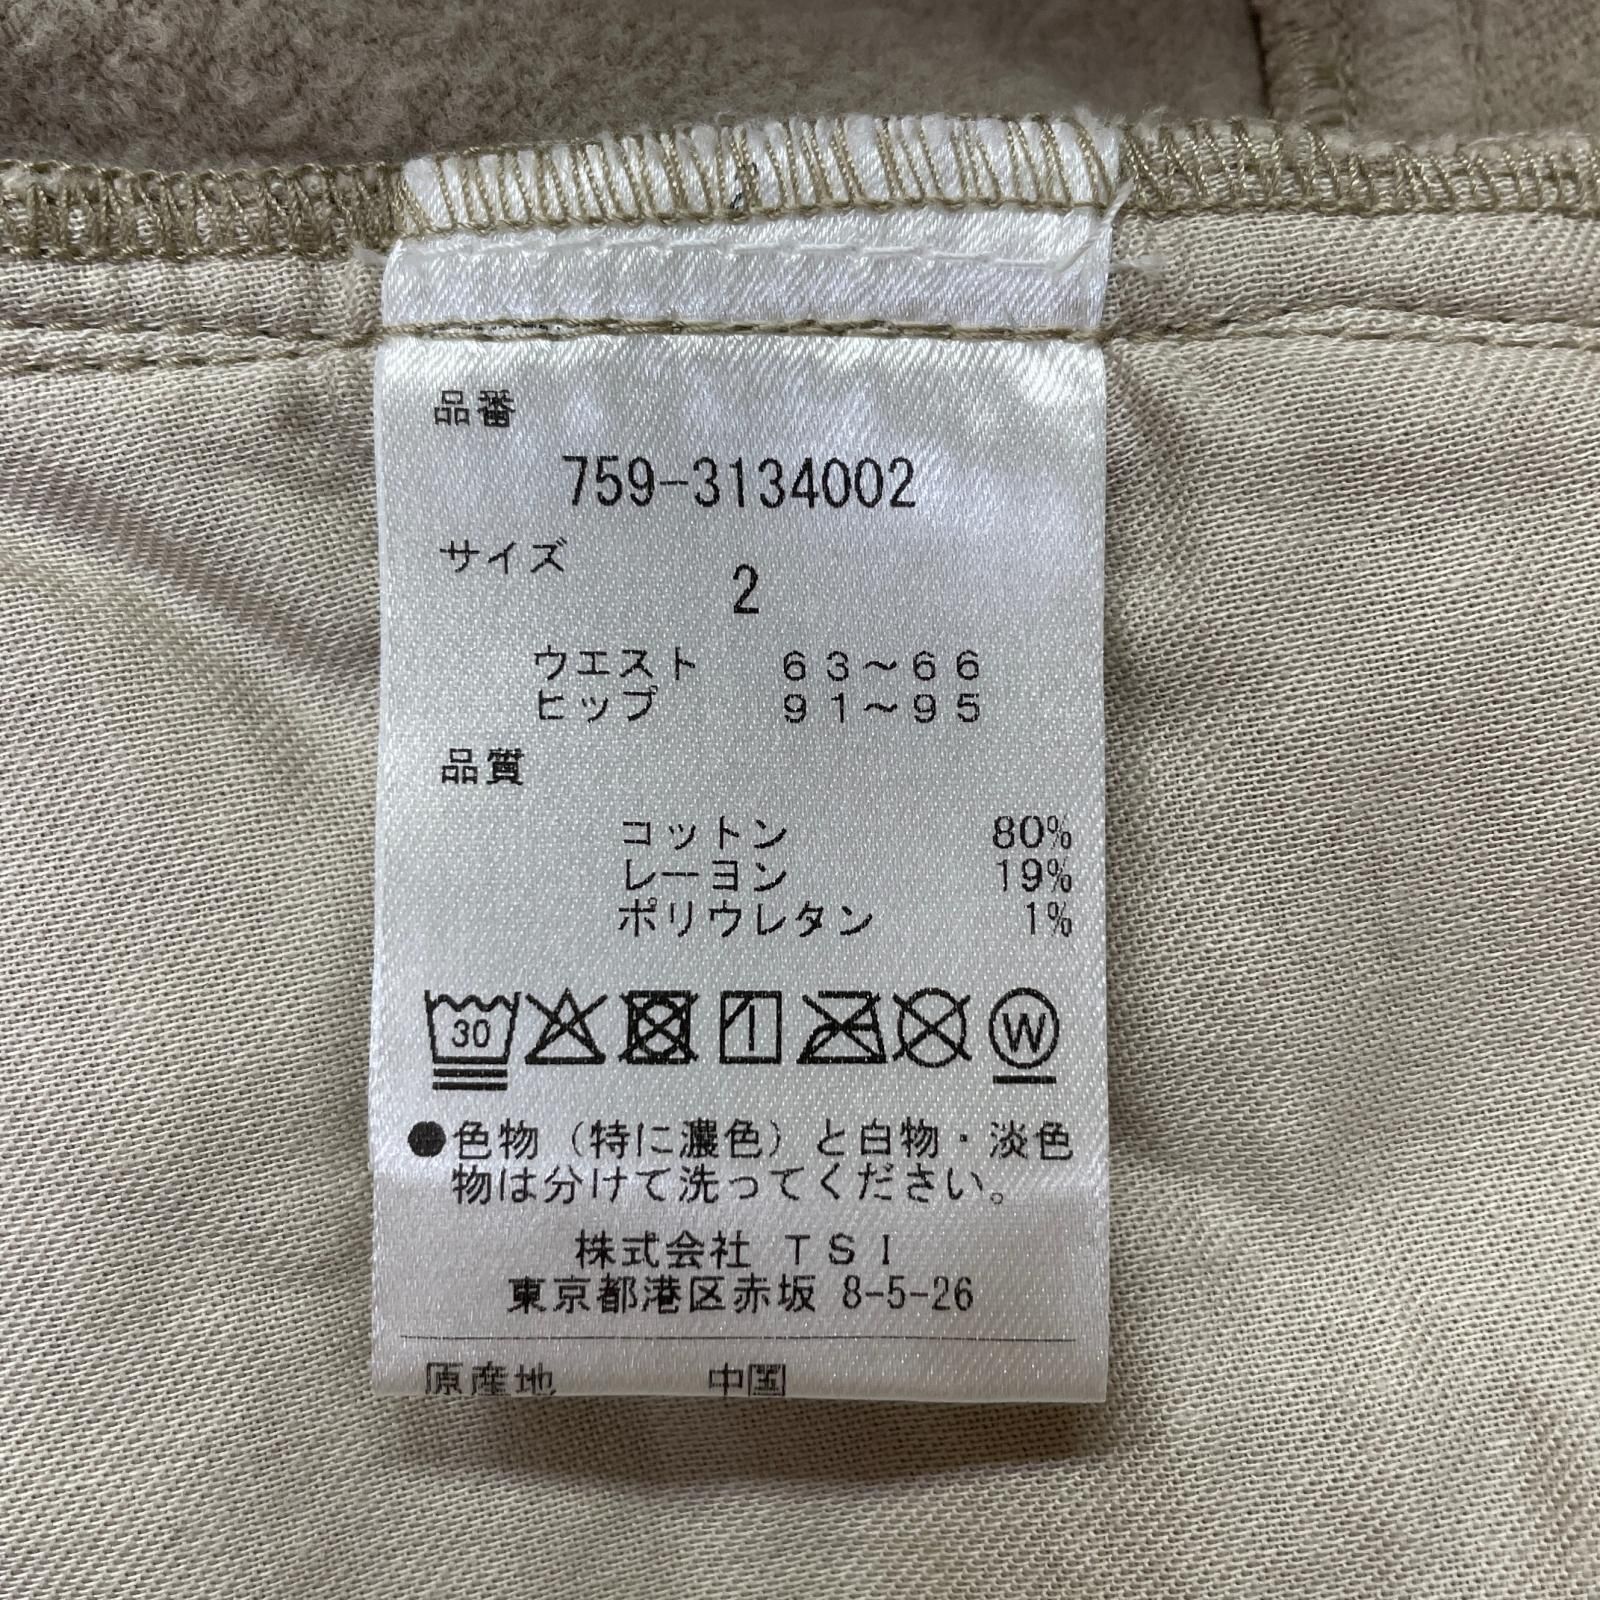 品番
759-3134002
サイズ
2
ウエスト 63～66
ヒップ 91～95
品質
コットン 80%
レーヨン 19%
ポリウレタン 1%
30 W
●色物（特に濃色）と白物・淡色
物は分けて洗ってください。
株式会社 TSI
東京都港区赤坂 8-5-26
原産地 中国